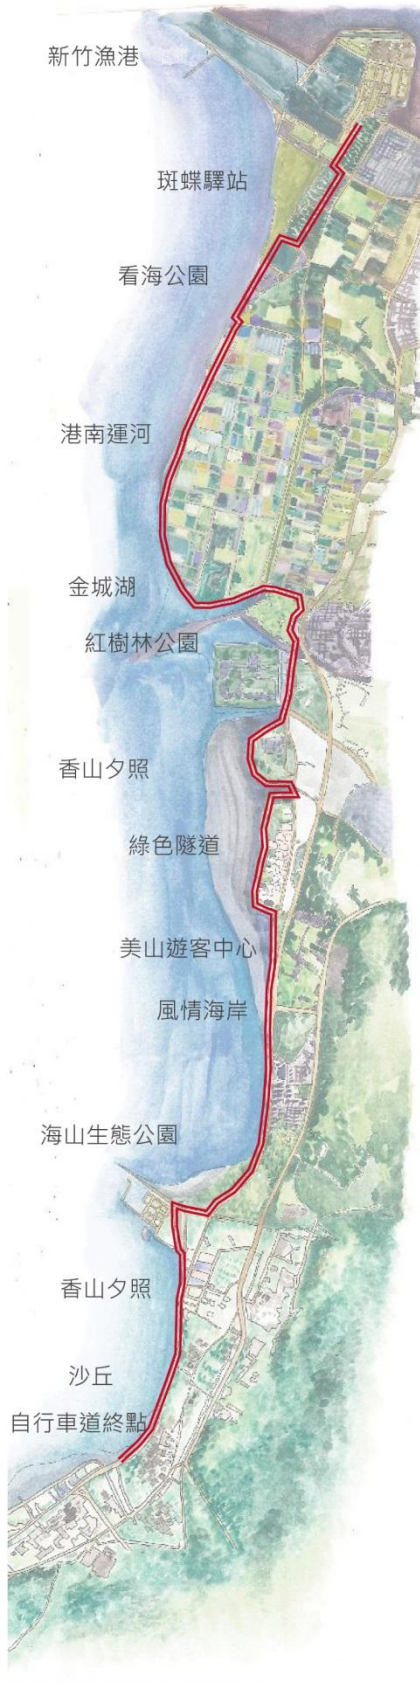 新竹漁港
斑蝶驛站
看海公園
港南運河
金城湖
紅樹林公園
香山夕照
綠色隧道
美山遊客中心
風情海岸
海山生態公園
香山夕照
沙丘
自行車道終點